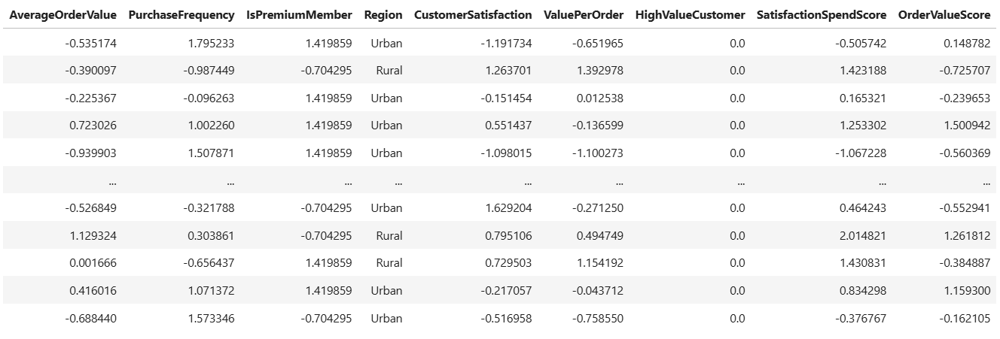 AverageOrderValue PurchaseFrequency IsPremiumMember Region CustomerSatisfaction ValuePerOrder HighValueCustomer SatisfactionSpendScore OrderValueScore
-0.535174 1.795233 1.419859 Urban -1.191734 -0.651965 0.0 -0.505742 0.148782
-0.390097 -0.987449 -0.704295 Rural 1.263701 1.392978 0.0 1.423188 -0.725707
-0.225367 -0.096263 1.419859 Urban -0.151454 0.012538 0.0 0.165321 -0.239653
0.723026 1.002260 1.419859 Urban 0.551437 -0.136599 0.0 1.253302 1.500942
-0.939903 1.507871 1.419859 Urban -1.098015 -1.100273 0.0 -1.067228 -0.560369
... ... ... ... ... ... ... ... ...
-0.526849 -0.321788 -0.704295 Urban 1.629204 -0.271250 0.0 0.464243 -0.552941
1.129324 0.303861 -0.704295 Rural 0.795106 0.494749 0.0 2.014821 1.261812
0.001666 -0.656437 1.419859 Rural 0.729503 1.154192 0.0 1.430831 -0.384887
0.416016 1.071372 1.419859 Urban -0.217057 -0.043712 0.0 0.834298 1.159300
-0.688440 1.573346 -0.704295 Urban -0.516958 -0.758550 0.0 -0.376767 -0.162105